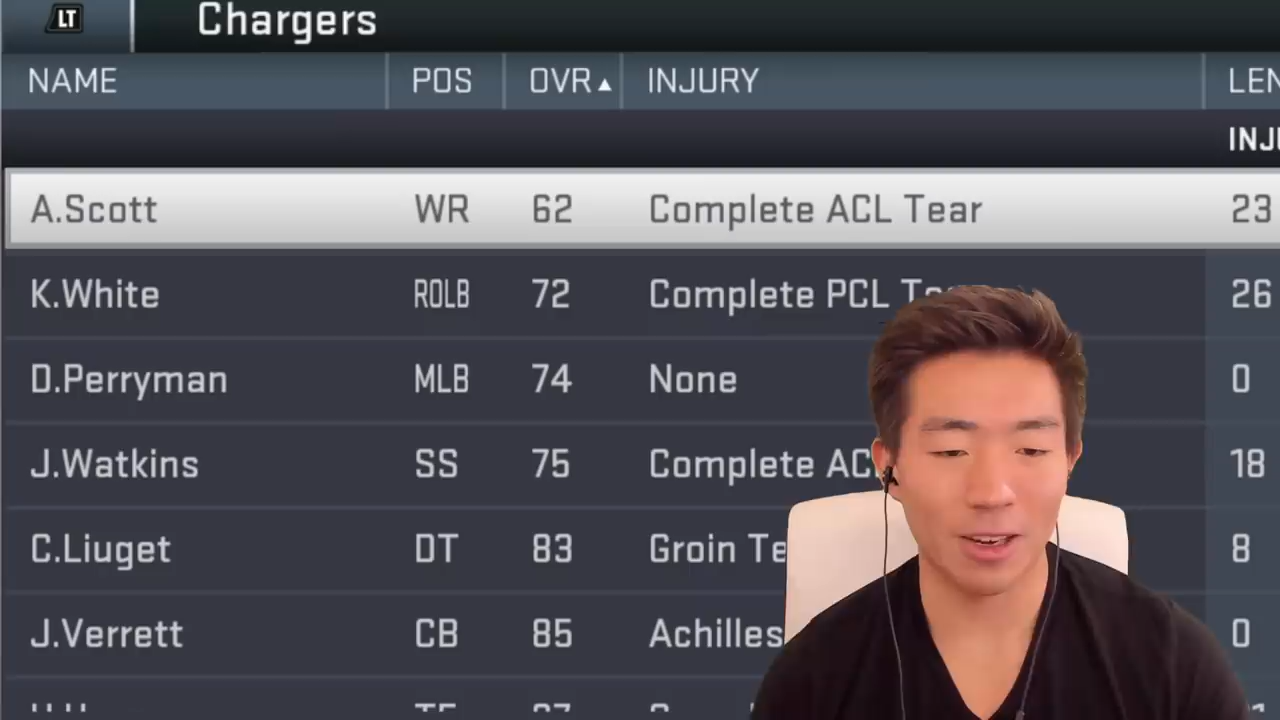 LT Chargers
NAME POS OVR▲ INJURY
A.Scott WR 62 Complete ACL Tear 23
K.White ROLB 72 Complete PCL 26
D.Perryman MLB 74 None 0
J.Watkins SS 75 Complete 18
C.Liuget DT 83 Groin 8
J.Verrett CB 85 Achilles 0